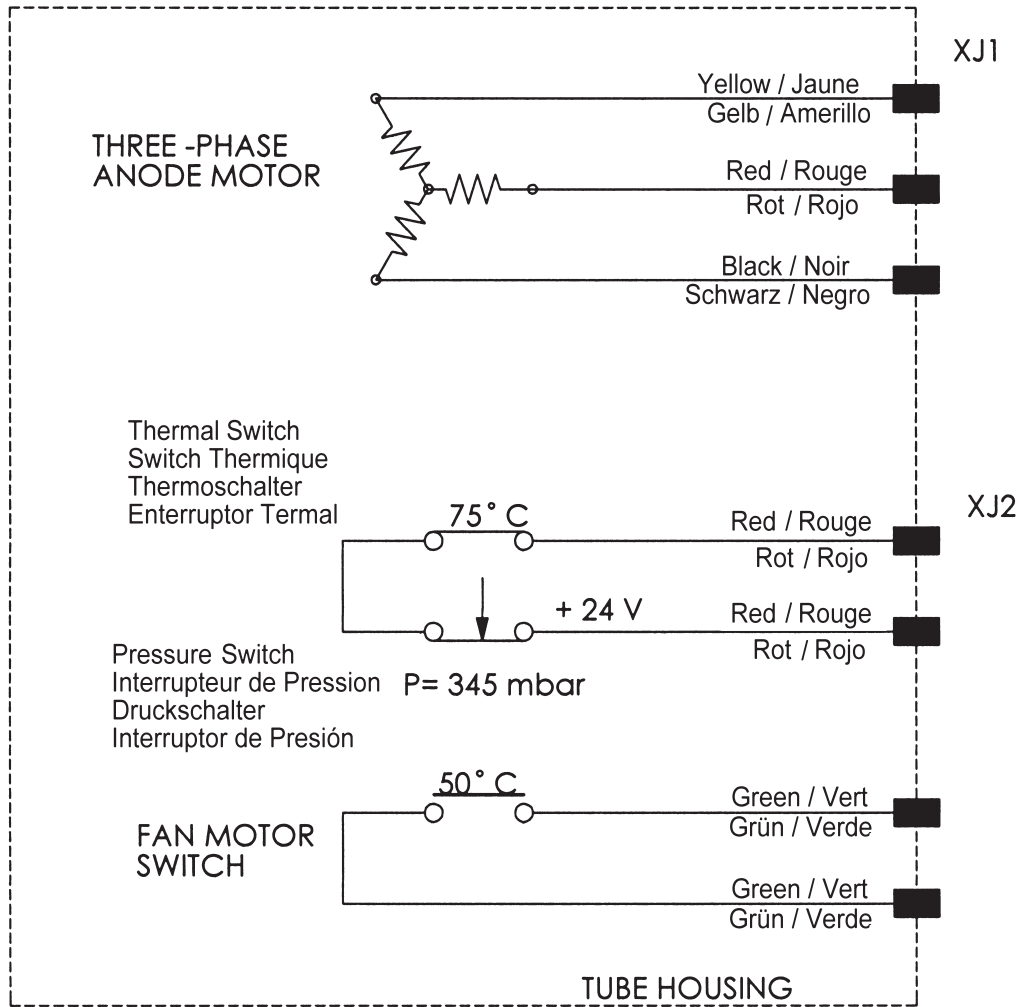 XJ1
Yellow / Jaune
Gelb / Amerillo
THREE -PHASE
ANODE MOTOR
Red / Rouge
Rot / Rojo
Black / Noir
Schwarz / Negro
Thermal Switch
Switch Thermique
Thermoschalter
Enterruptor Termal
75° C
XJ2
Red / Rouge
Rot / Rojo
+ 24 V
Red / Rouge
Rot / Rojo
Pressure Switch
Interrupteur de Pression
Druckschalter
Interruptor de Presión
P= 345 mbar
50° C
Green / Vert
Grün / Verde
FAN MOTOR
SWITCH
Green / Vert
Grün / Verde
TUBE HOUSING